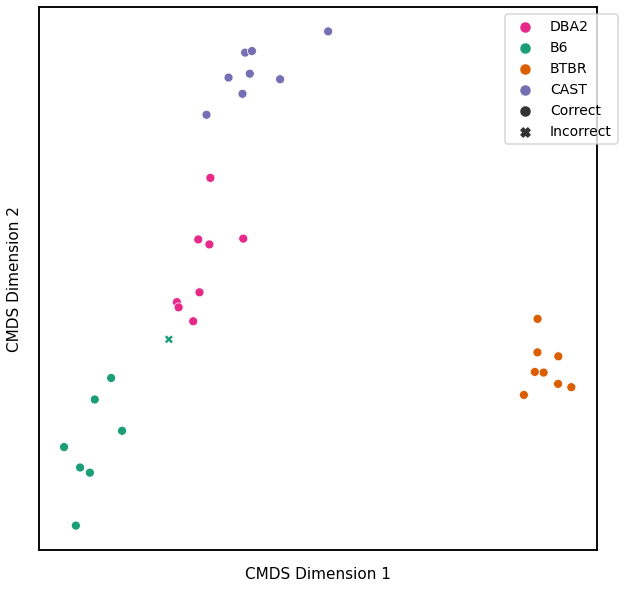 DBA2
B6
BTBR
CAST
Correct
Incorrect
CMDS Dimension 2
CMDS Dimension 1